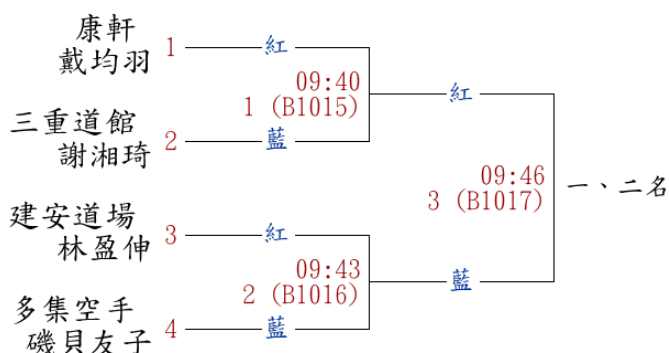 康軒
戴均羽
1
紅
09:40
1 (B1015)
三重道館
謝湘琦
2
藍
紅
09:46
3 (B1017)
一、二名
建安道場
林盈伸
3
紅
09:43
2 (B1016)
藍
多集空手
磯貝友子
4
藍